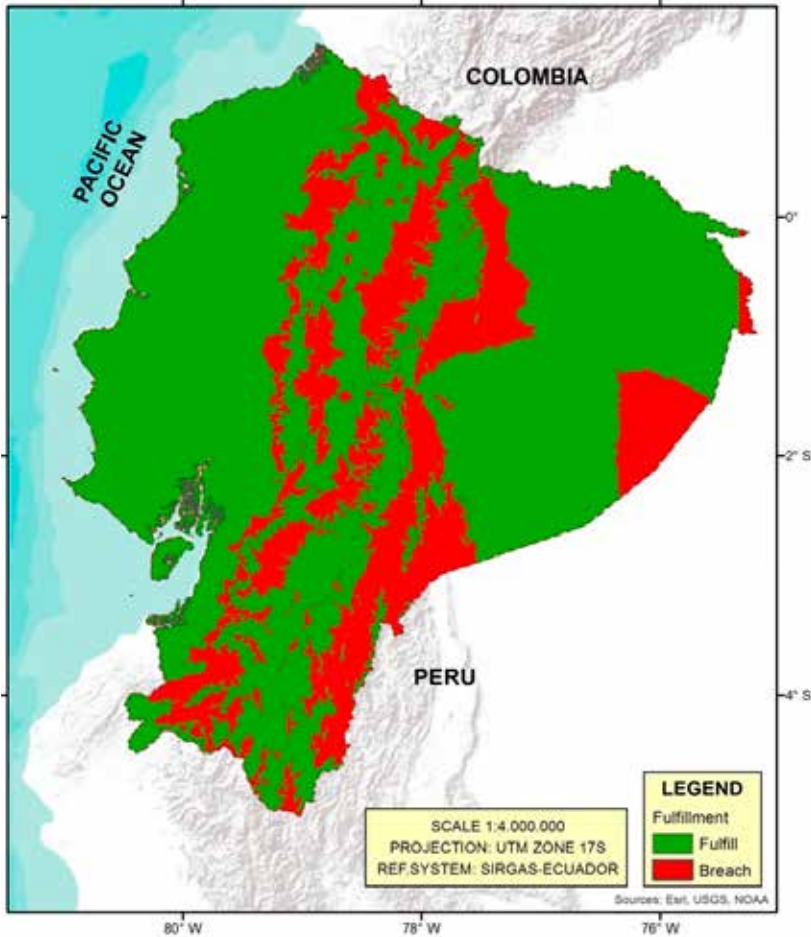 COLOMBIA
PACIFIC
OCEAN
0°
2° S
PERU
4° S
LEGEND
Fulfillment
Fulfill
Breach
SCALE 1:4.000.000
PROJECTION: UTM ZONE 17S
REF.SYSTEM: SIRGAS-ECUADOR
Sources: Esri, USGS, NOAA
80° W
78° W
76° W